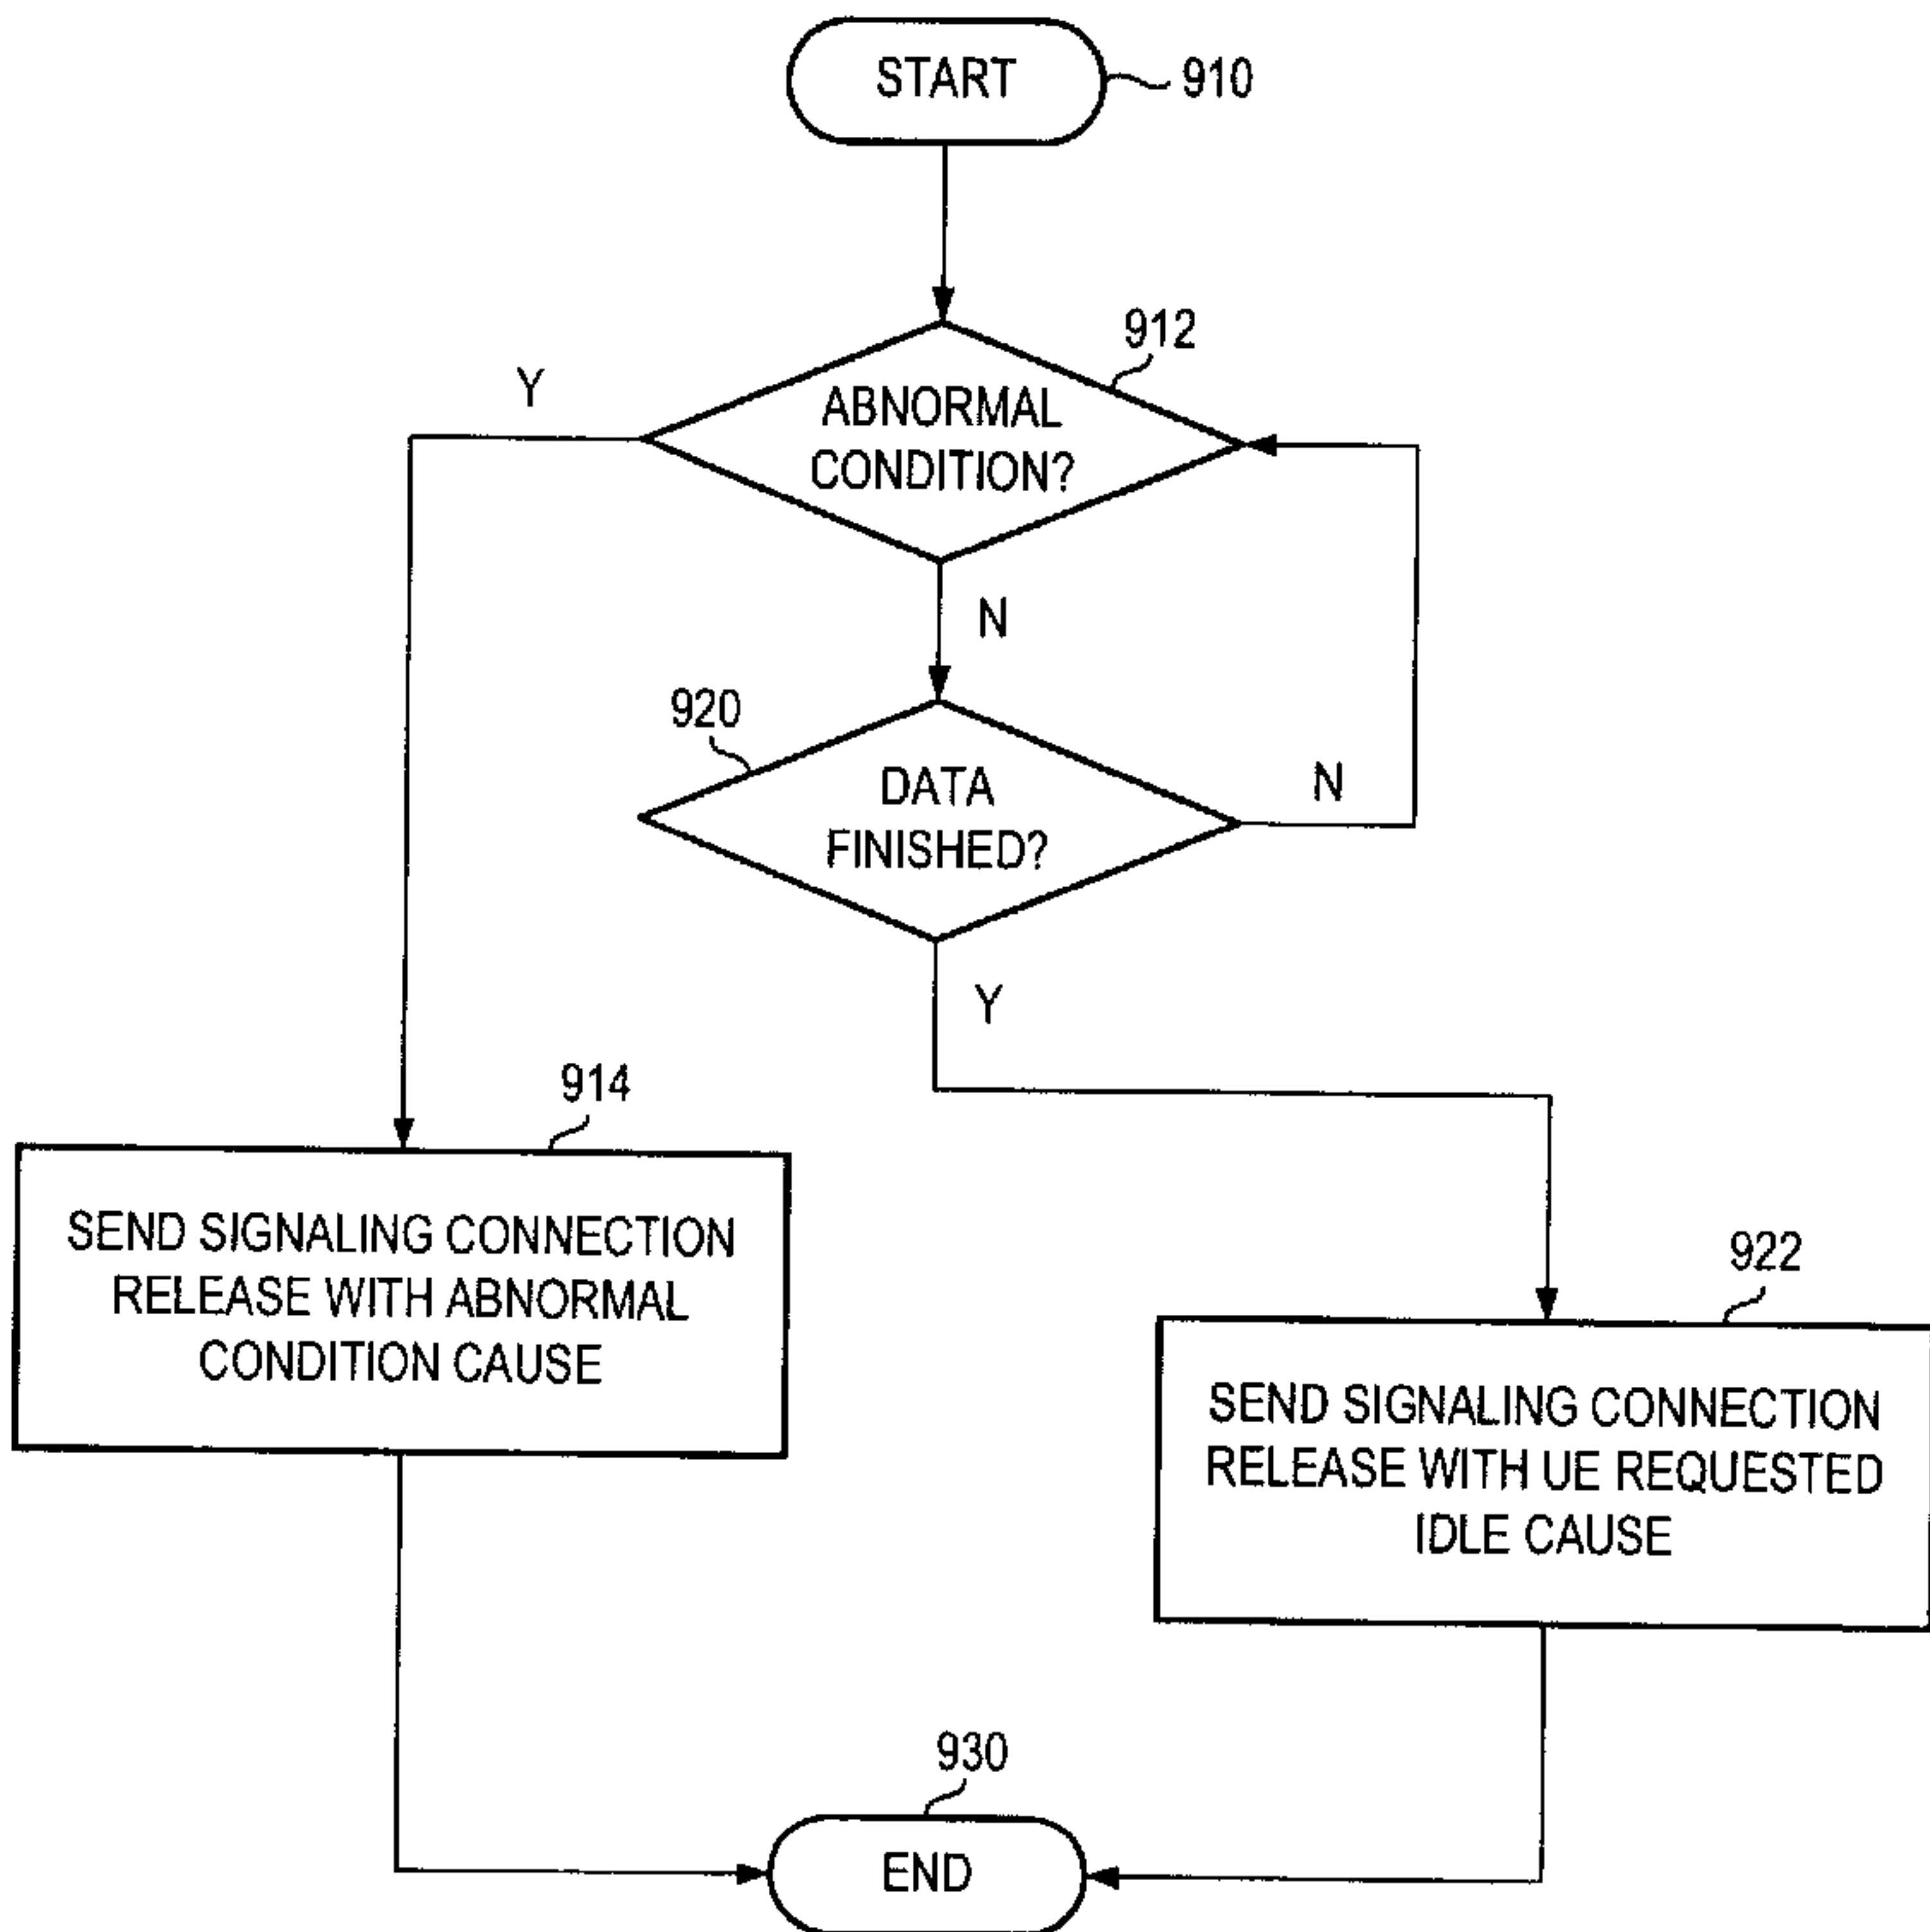 START
910
912
Y
ABNORMAL
CONDITION?
N
920
DATA
FINISHED?
N
Y
914
SEND SIGNALING CONNECTION
RELEASE WITH ABNORMAL
CONDITION CAUSE
922
SEND SIGNALING CONNECTION
RELEASE WITH UE REQUESTED
IDLE CAUSE
930
END